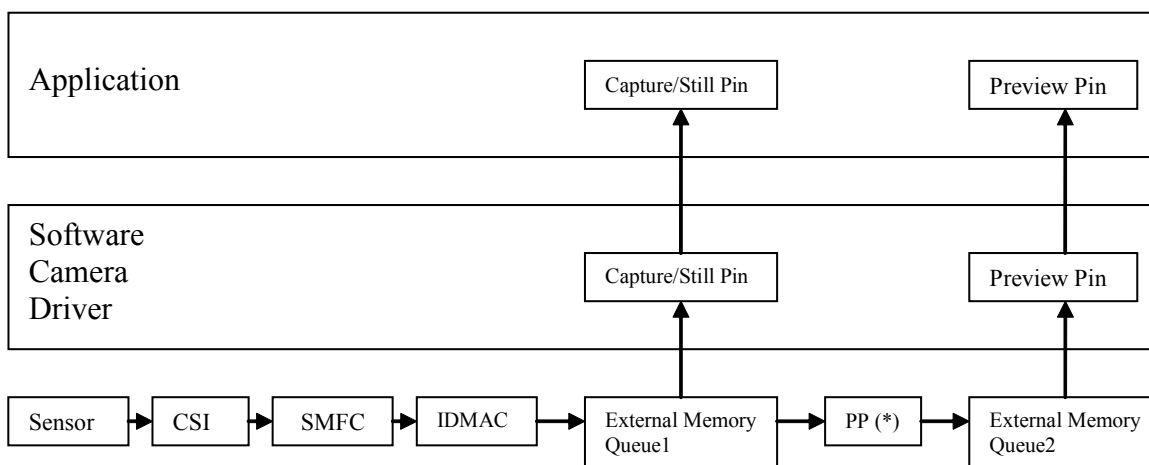 Application
Capture/Still Pin
Preview Pin
Software
Camera
Driver
Capture/Still Pin
Preview Pin
Sensor
CSI
SMFC
IDMAC
External Memory
Queue1
PP (*)
External Memory
Queue2